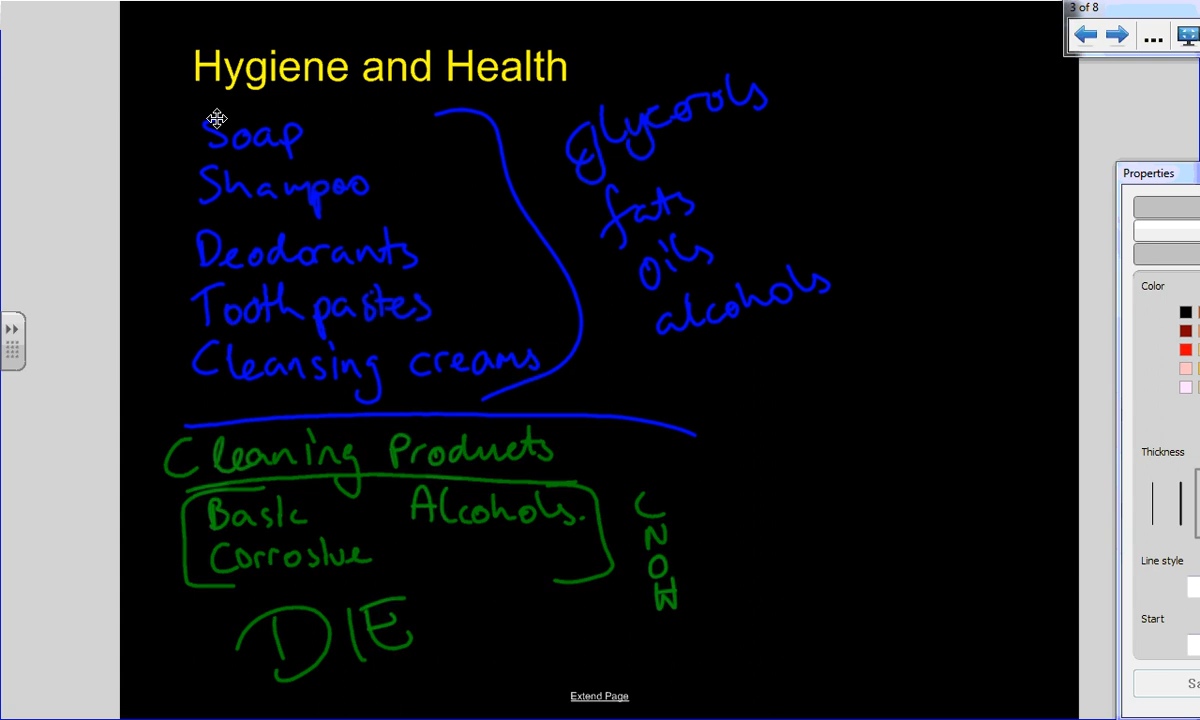 3 of 8
...
Hygiene and Health
Soap
Shampoo
Deodorants
Toothpastes
Cleansing creams
glycorols
fats
oils
alcohols
Cleaning Products
Basic
Alcohols.
Corrosive
DIE
Extend Page
Properties
Color
Thickness
Line style
Start